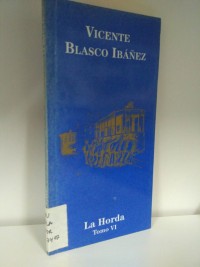 VICENTE
BLASCO IBÁÑEZ
La Horda
Tomo VI